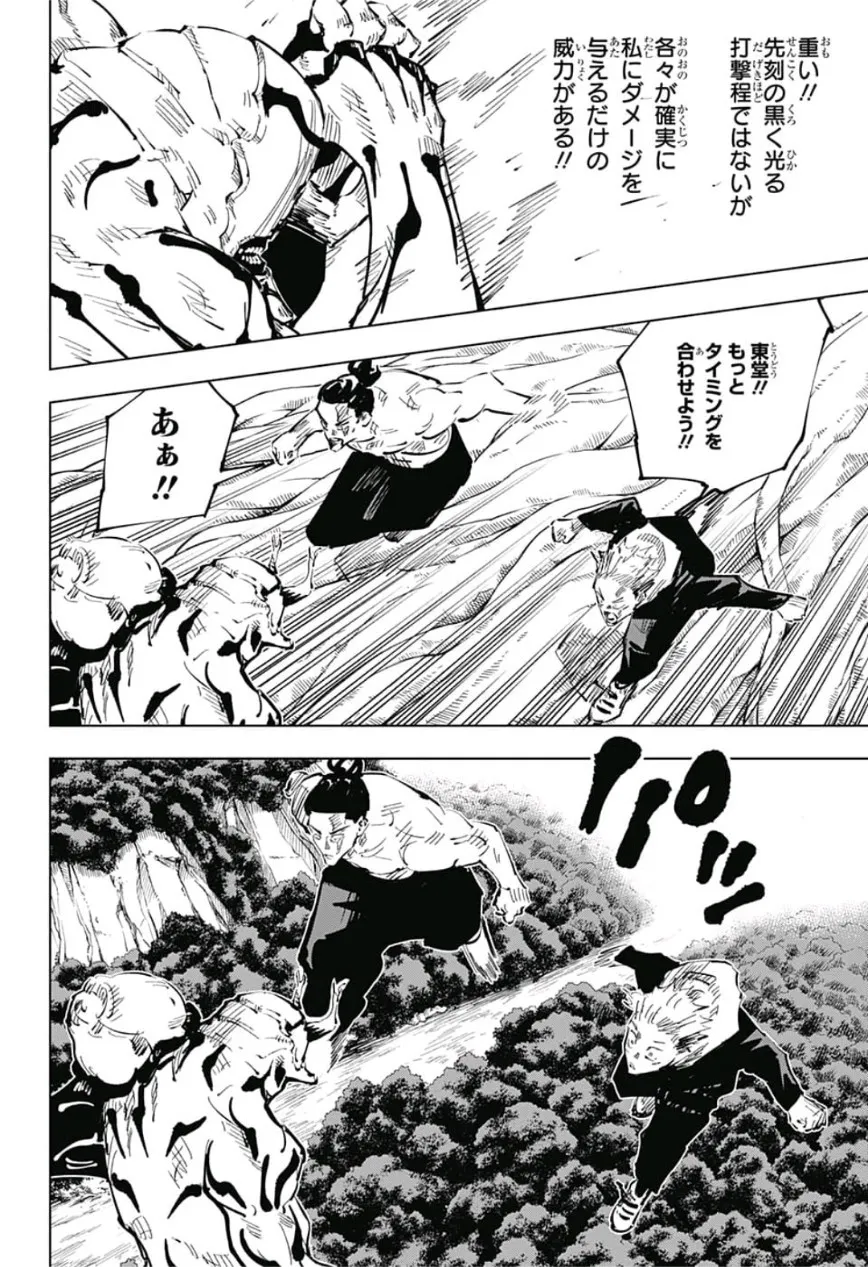 重い!!
先刻の黒く光る
打撃程ではないが
各々が確実に
私にダメージを
与えるだけの
威力がある!!
東堂!!
もっと
タイミングを
合わせよう!!
あぁ!!
パパッ